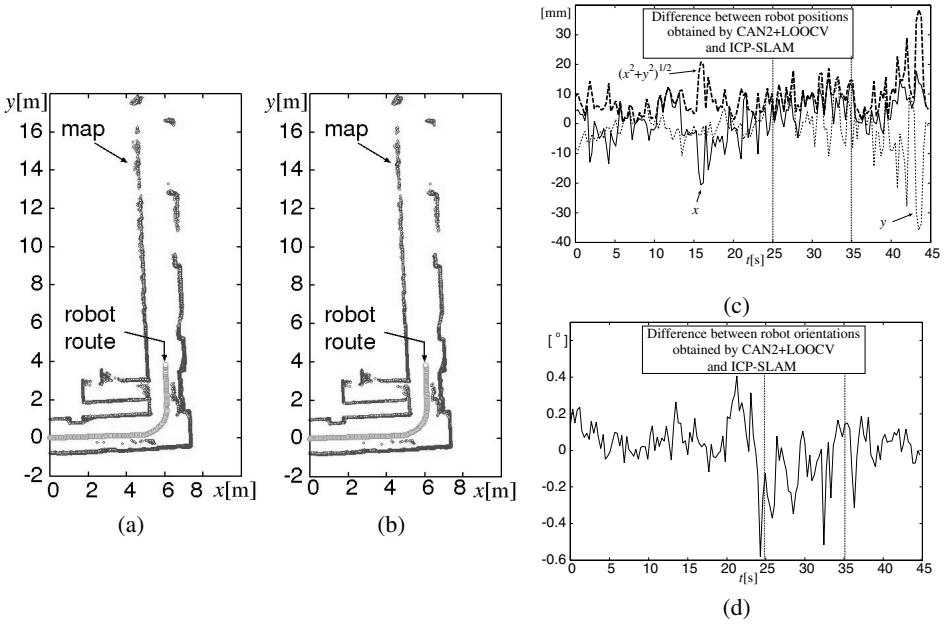 y[m]
16
14
12
10
8
6
4
2
0
-2
0
2
4
6
x[m]
map
robot
route
(a)
y[m]
16
14
12
10
8
6
4
2
0
-2
0
2
4
6
x[m]
map
robot
route
(b)
[mm]
30
20
10
0
-10
-20
-30
-40
Difference between robot positions
obtained by CAN2+LOOCV
and ICP-SLAM
(x²+y²)^1/2
x
y
0
5
10
15
20
25
30
35
40
45
t[s]
(c)
[°]
0.4
0.2
0
-0.2
-0.4
-0.6
Difference between robot orientations
obtained by CAN2+LOOCV
and ICP-SLAM
0
5
10
15
20
25
30
35
40
45
t[s]
(d)